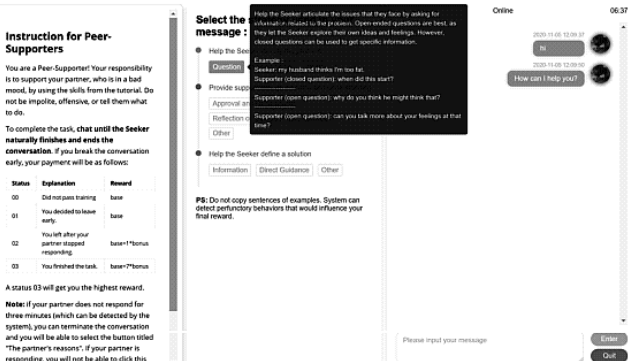 Instruction for Peer-
Supporters
You are a Peer-Supporter! Your responsibility
is to support your partner, who is in a bad
mood, by using the skills from the tutorial. Do
not be impolite, offensive, or tell them what
to do.
To complete the task, chat until the Seeker
naturally finishes and ends the
conversation. If you break the conversation
early, your payment will be as follows:
Status Explanation Reward
00 Did not pass training base
01 You decided to leave early. base
02 You left after your partner stopped responding. base+1*bonus
03 You finished the task. base+7*bonus
A status 03 will get you the highest reward.
Note: if your partner does not respond for
three minutes (which can be detected by the
system), you can terminate the conversation
and you will be able to select the button titled
"The partner's reasons". If your partner is
responding, you will not be able to click this
Select the s
message :
Help the See
Question
Provide supp
Approval an
Reflection o
Other
Help the Seeker define a solution
Information Direct Guidance Other
PS: Do not copy sentences of examples. System can
detect perfunctory behaviors that would influence your
final reward.
Help the Seeker articulate the issues that they face by asking for
information related to the problem. Open-ended questions are best, as
they let the Seeker explore their own ideas and feelings. However,
closed questions can be used to get specific information.
Example :
Seeker: my husband thinks I'm too fat.
Supporter (closed question): when did this start?
--------------------
Supporter (open question): why do you think he might think that?
--------------------
Supporter (open question): can you talk more about your feelings at that
time?
Online 06:37
2020-11-05 12:09:37
hi
2020-11-05 12:09:50
How can I help you?
Please input your message
Enter
Quit